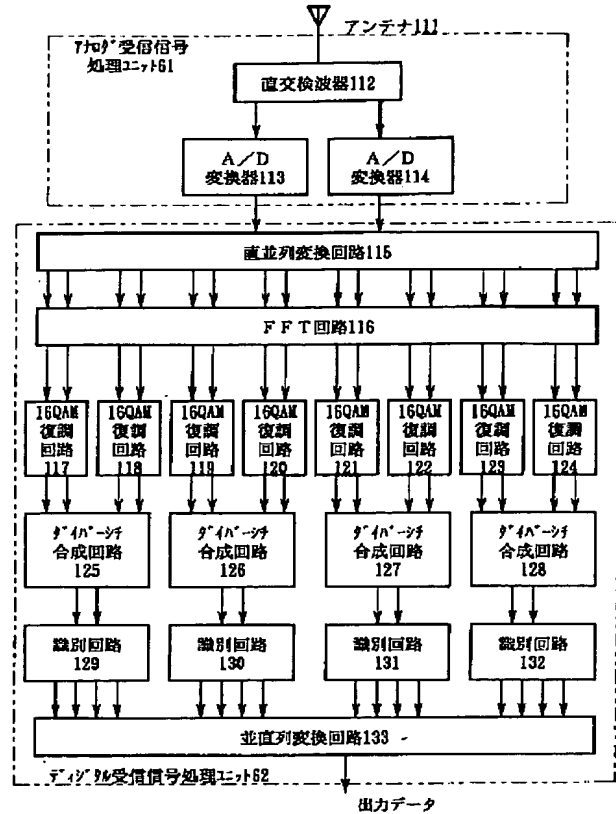 アンテナ111
アナログ受信信号
処理ユニット61
直交検波器112
A/D
変換器113
A/D
変換器114
直並列変換回路115
FFT回路116
16QAM
復調
回路
117
16QAM
復調
回路
118
16QAM
復調
回路
119
16QAM
復調
回路
120
16QAM
復調
回路
121
16QAM
復調
回路
122
16QAM
復調
回路
123
16QAM
復調
回路
124
ダイバーシチ
合成回路
125
ダイバーシチ
合成回路
126
ダイバーシチ
合成回路
127
ダイバーシチ
合成回路
128
識別回路
129
識別回路
130
識別回路
131
識別回路
132
並直列変換回路133
ディジタル受信信号処理ユニット62
出力データ